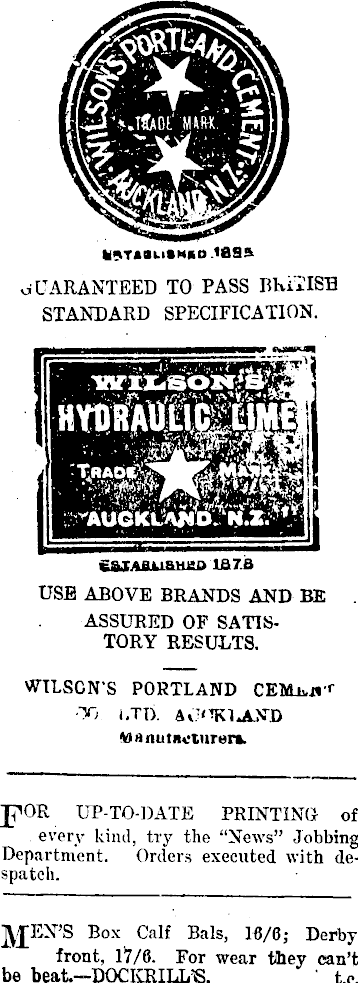 WILSON'S PORTLAND CEMENT
TRADE MARK.
AUCKLAND N.Z.
ESTABLISHED 1895
GUARANTEED TO PASS BRITISH
STANDARD SPECIFICATION.
WILSON'S
HYDRAULIC LIME
TRADE MARK
AUCKLAND. N.Z.
ESTABLISHED 1878
USE ABOVE BRANDS AND BE
ASSURED OF SATIS-
TORY RESULTS.
WILSON'S PORTLAND CEMENT
CO. LTD. AUCKLAND
Manufacturers.
FOR UP-TO-DATE PRINTING of
every kind, try the "News" Jobbing
Department. Orders executed with de-
spatch.
MEN'S Box Calf Bals, 16/6; Derby
front, 17/6. For wear they can't
be beat.—DOCKRILL'S. t.c.